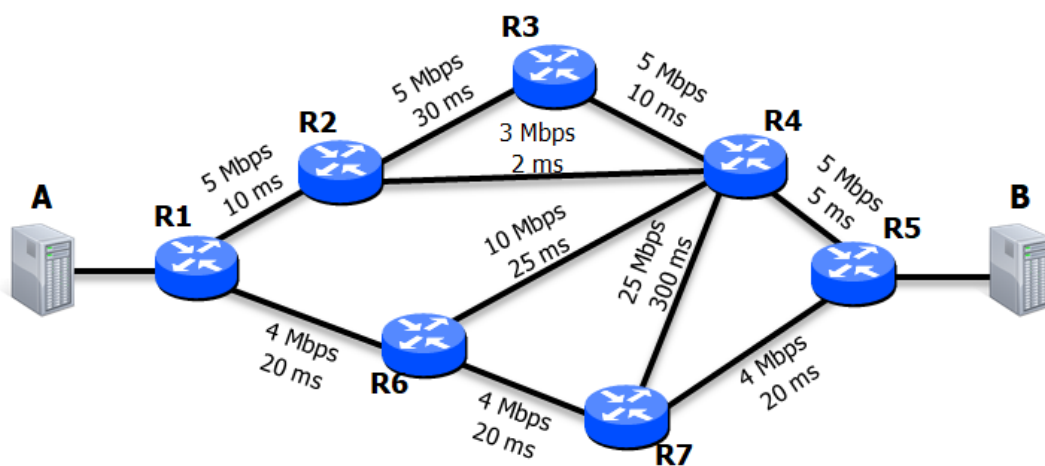 R3
5 Mbps
30 ms
5 Mbps
10 ms
R2
3 Mbps
2 ms
R4
A
5 Mbps
10 ms
R1
5 Mbps
5 ms
B
R5
10 Mbps
25 ms
25 Mbps
300 ms
4 Mbps
20 ms
R6
4 Mbps
20 ms
4 Mbps
20 ms
R7